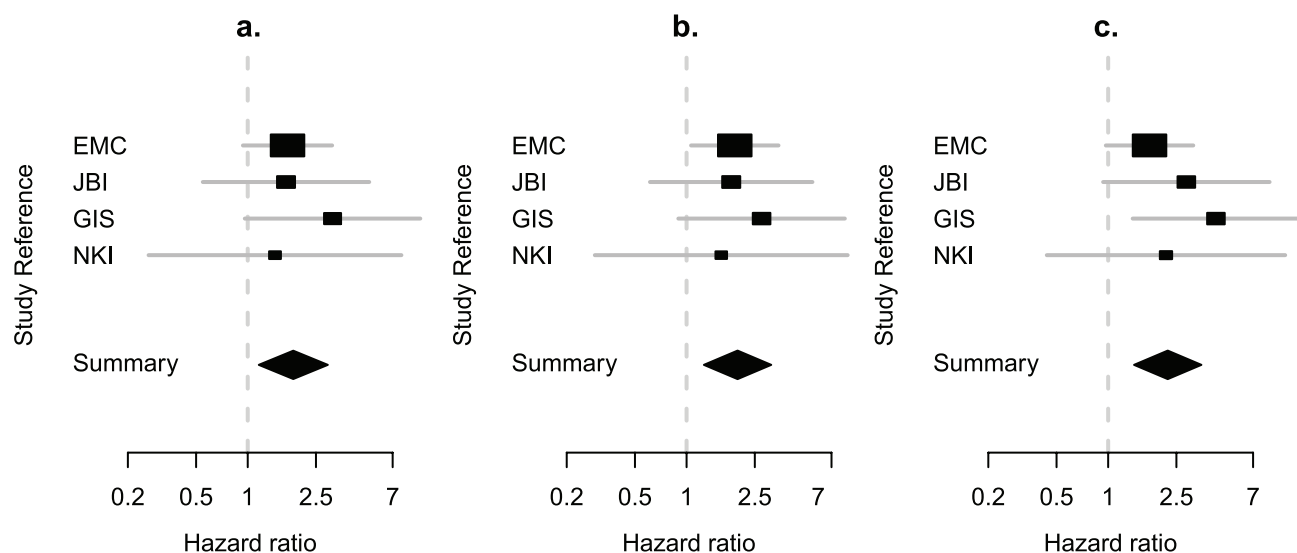 a.
Study Reference
EMC
JBI
GIS
NKI
Summary
0.2 0.5 1 2.5 7
Hazard ratio
b.
Study Reference
EMC
JBI
GIS
NKI
Summary
0.2 0.5 1 2.5 7
Hazard ratio
c.
Study Reference
EMC
JBI
GIS
NKI
Summary
0.2 0.5 1 2.5 7
Hazard ratio